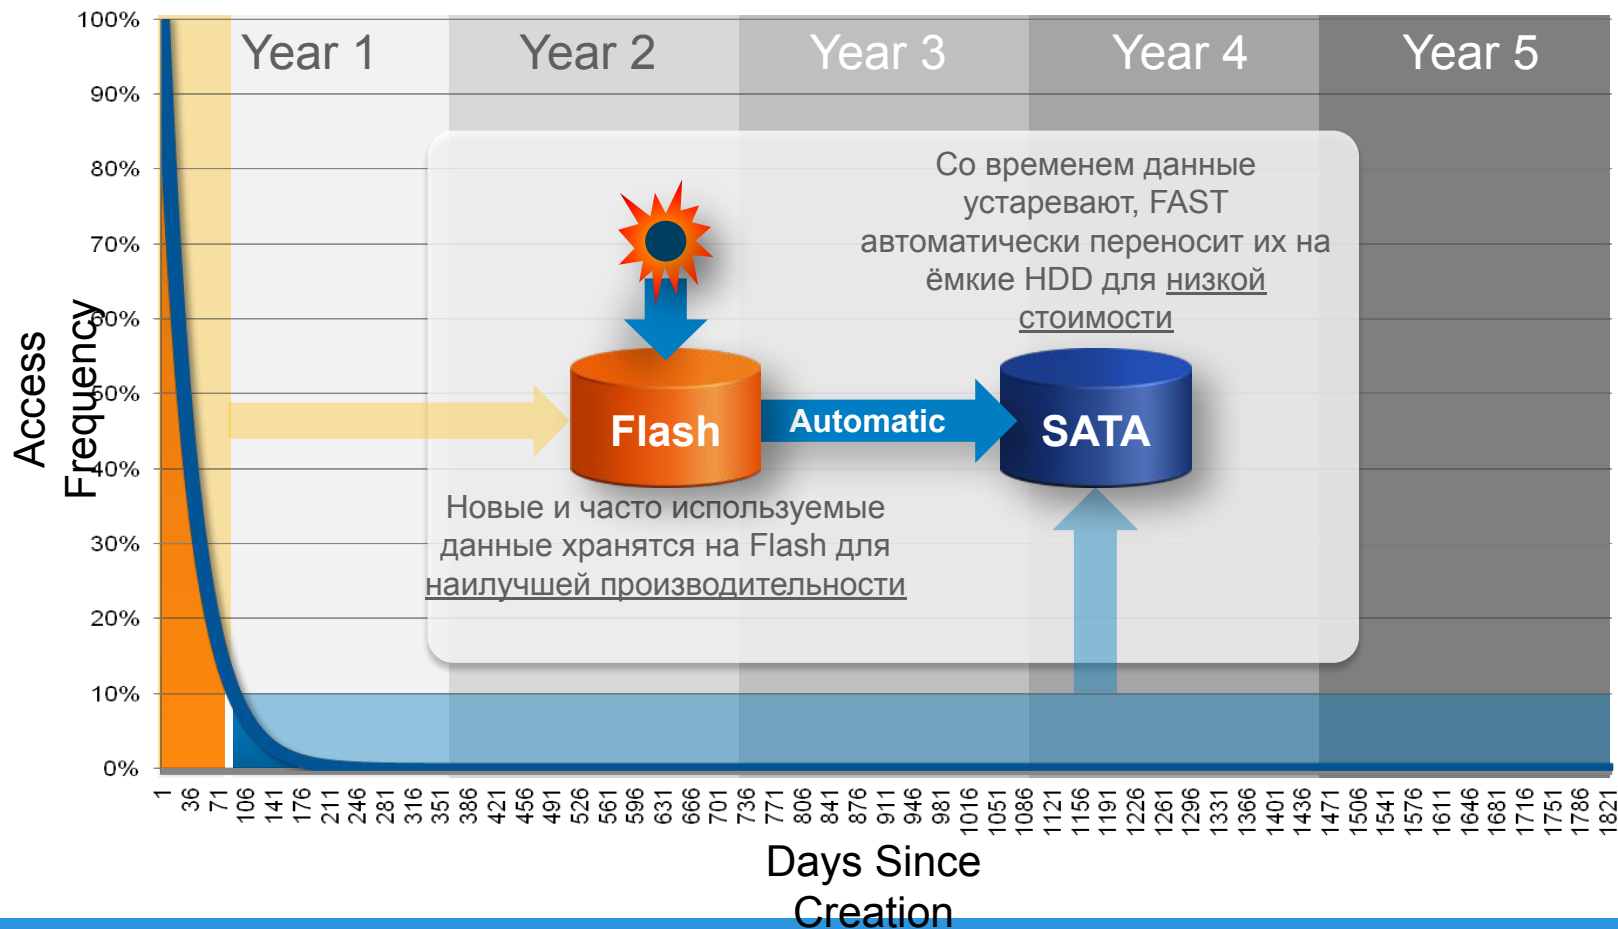 100%
Year 1
Year 2
Year 3
Year 4
Year 5
90%
80%
70%
60%
50%
40%
30%
20%
10%
0%
Access
Frequency
Со временем данные
устаревают, FAST
автоматически переносит их на
ёмкие HDD для низкой
стоимости
Flash
Automatic
SATA
Новые и часто используемые
данные хранятся на Flash для
наилучшей производительности
1 36 71 106 141 176 211 246 281 316 351 386 421 456 491 526 561 596 631 666 701 736 771 806 841 876 911 946 981 1016 1051 1086 1121 1156 1191 1226 1261 1296 1331 1366 1401 1436 1471 1506 1541 1576 1611 1646 1681 1716 1751 1786 1821
Days Since
Creation